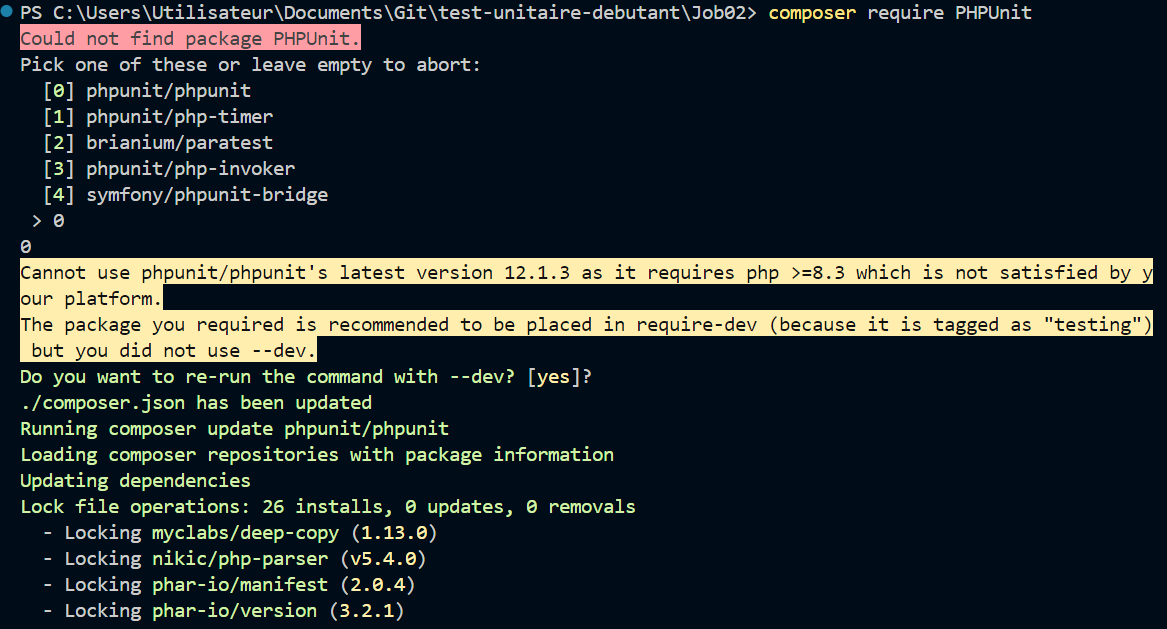 PS C:\Users\Utilisateur\Documents\Git\test-unitaire-debutant\Job02> composer require PHPUnit
Could not find package PHPUnit.
Pick one of these or leave empty to abort:
  [0] phpunit/phpunit
  [1] phpunit/php-timer
  [2] brianium/paratest
  [3] phpunit/php-invoker
  [4] symfony/phpunit-bridge
 > 0
0
Cannot use phpunit/phpunit's latest version 12.1.3 as it requires php >=8.3 which is not satisfied by y
our platform.
The package you required is recommended to be placed in require-dev (because it is tagged as "testing")
 but you did not use --dev.
Do you want to re-run the command with --dev? [yes]?
./composer.json has been updated
Running composer update phpunit/phpunit
Loading composer repositories with package information
Updating dependencies
Lock file operations: 26 installs, 0 updates, 0 removals
  - Locking myclabs/deep-copy (1.13.0)
  - Locking nikic/php-parser (v5.4.0)
  - Locking phar-io/manifest (2.0.4)
  - Locking phar-io/version (3.2.1)